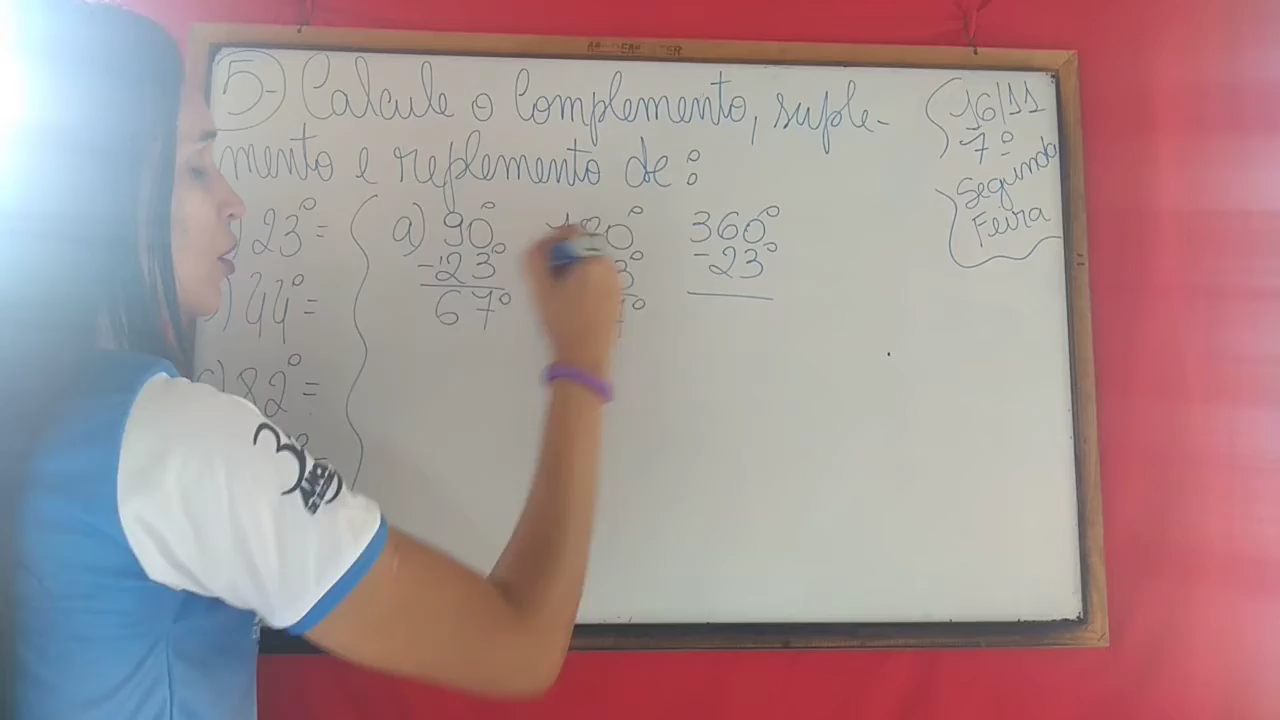 5- Calcule o complemento, suple-
mento e replemento de:
16/11
7º
Segunda
Feira
23° =
44° =
c) 82° =
a) 90°
-23°
67°
360°
-23°